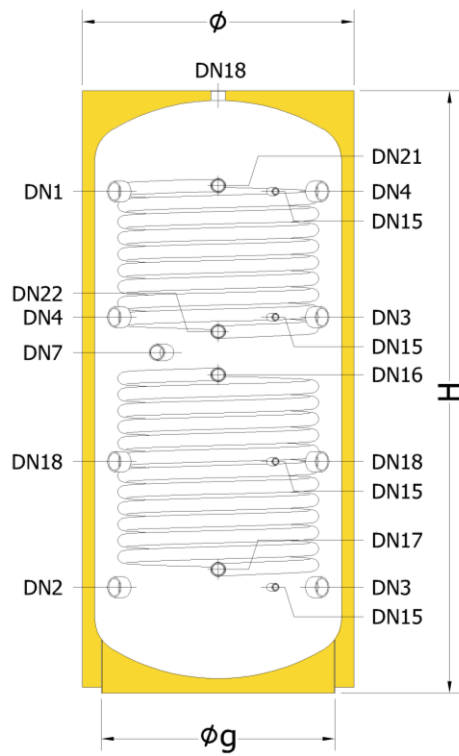 Φ
DN18
DN21
DN1 DN4
DN15
DN22
DN4 DN3
DN15
DN7
DN16
H
DN18 DN18
DN15
DN17
DN2 DN3
DN15
Φg